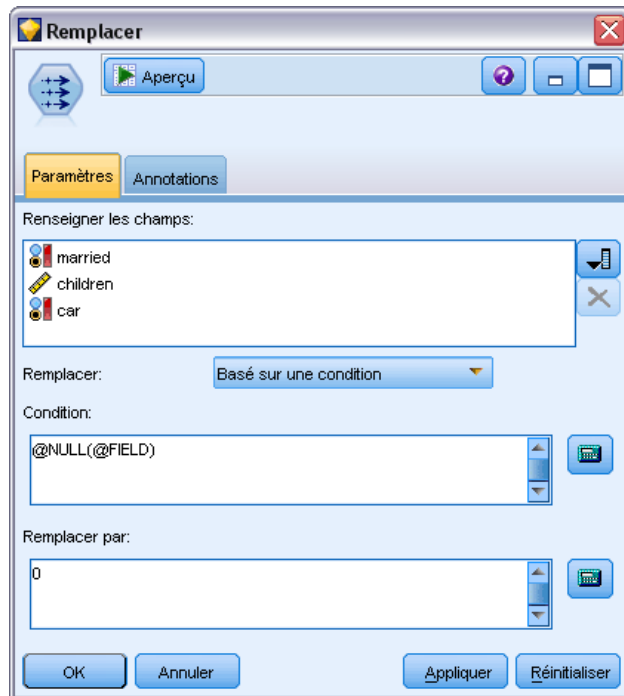 Remplacer
Aperçu
Paramètres
Annotations
Renseigner les champs:
married
children
car
Remplacer:
Basé sur une condition
Condition:
@NULL(@FIELD)
Remplacer par:
0
OK
Annuler
Appliquer
Réinitialiser